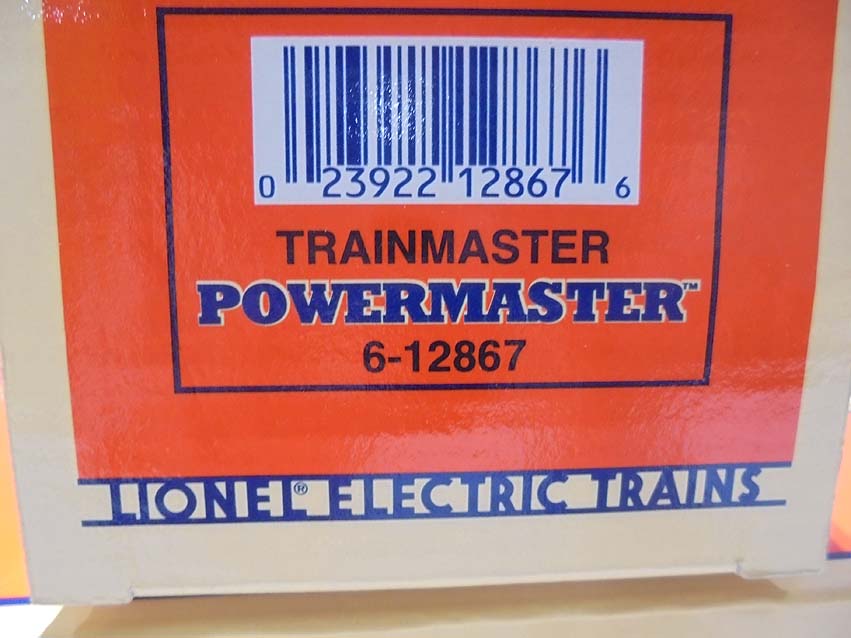 0 23922 12867 6
TRAINMASTER
POWERMASTER™
6-12867
LIONEL® ELECTRIC TRAINS